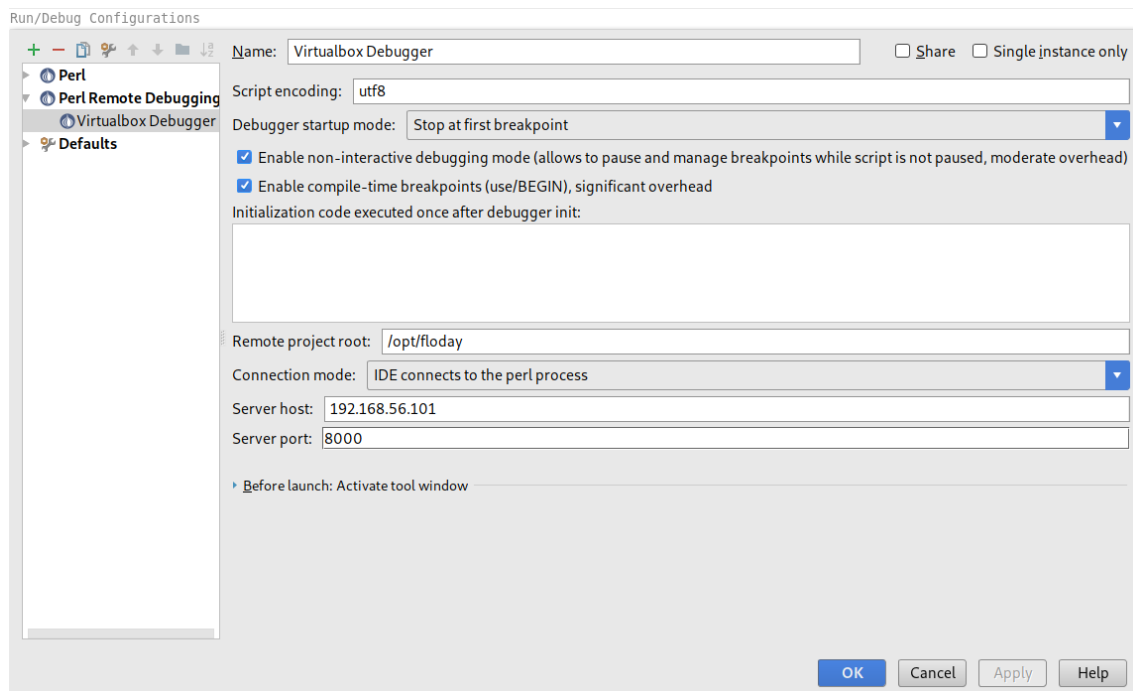 Run/Debug Configurations
Name: Virtualbox Debugger Share Single instance only
Perl
Perl Remote Debugging
Virtualbox Debugger
Defaults
Script encoding: utf8
Debugger startup mode: Stop at first breakpoint
Enable non-interactive debugging mode (allows to pause and manage breakpoints while script is not paused, moderate overhead)
Enable compile-time breakpoints (use/BEGIN), significant overhead
Initialization code executed once after debugger init:
Remote project root: /opt/floday
Connection mode: IDE connects to the perl process
Server host: 192.168.56.101
Server port: 8000
Before launch: Activate tool window
OK Cancel Apply Help